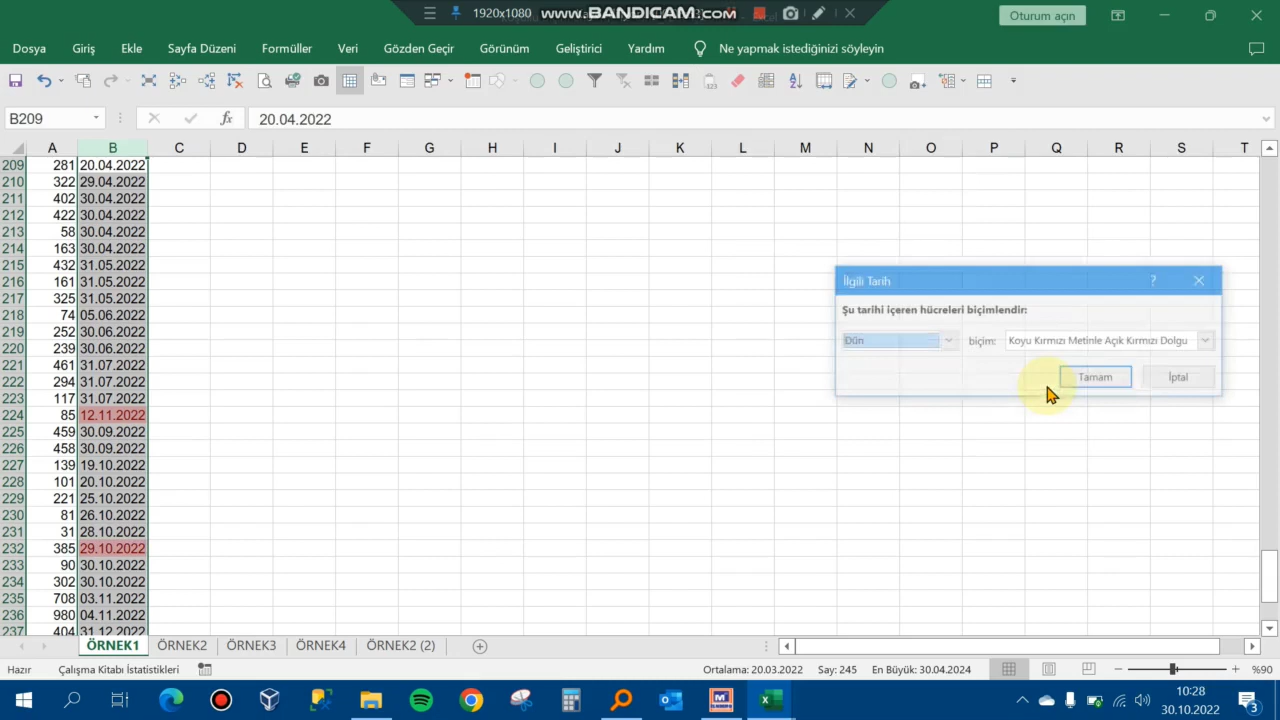 1920x1080
www.BANDICAM.com
Oturum açın
Dosya Giriş Ekle Sayfa Düzeni Formüller Veri Gözden Geçir Görünüm Geliştirici Yardım Ne yapmak istediğinizi söyleyin
B209 fx 20.04.2022
A B C D E F G H I J K L M N O P Q R S T
209 281 20.04.2022
210 322 29.04.2022
211 402 30.04.2022
212 422 30.04.2022
213 58 30.04.2022
214 163 30.04.2022
215 432 31.05.2022
216 161 31.05.2022
217 325 31.05.2022
218 74 05.06.2022
219 252 30.06.2022
220 239 30.06.2022
221 461 31.07.2022
222 294 31.07.2022
223 117 31.07.2022
224 85 12.11.2022
225 459 30.09.2022
226 458 30.09.2022
227 139 19.10.2022
228 101 20.10.2022
229 221 25.10.2022
230 81 26.10.2022
231 31 28.10.2022
232 385 29.10.2022
233 90 30.10.2022
234 302 30.10.2022
235 708 03.11.2022
236 980 04.11.2022
237 404 31.12.2022
İlgili Tarih ?
Şu tarihi içeren hücreleri biçimlendir:
Dün biçim: Koyu Kırmızı Metinle Açık Kırmızı Dolgu
Tamam İptal
ÖRNEK1 ÖRNEK2 ÖRNEK3 ÖRNEK4 ÖRNEK2 (2)
Hazır Çalışma Kitabı İstatistikleri Ortalama: 20.03.2022 Say: 245 En Büyük: 30.04.2024 %90
10:28
30.10.2022
3